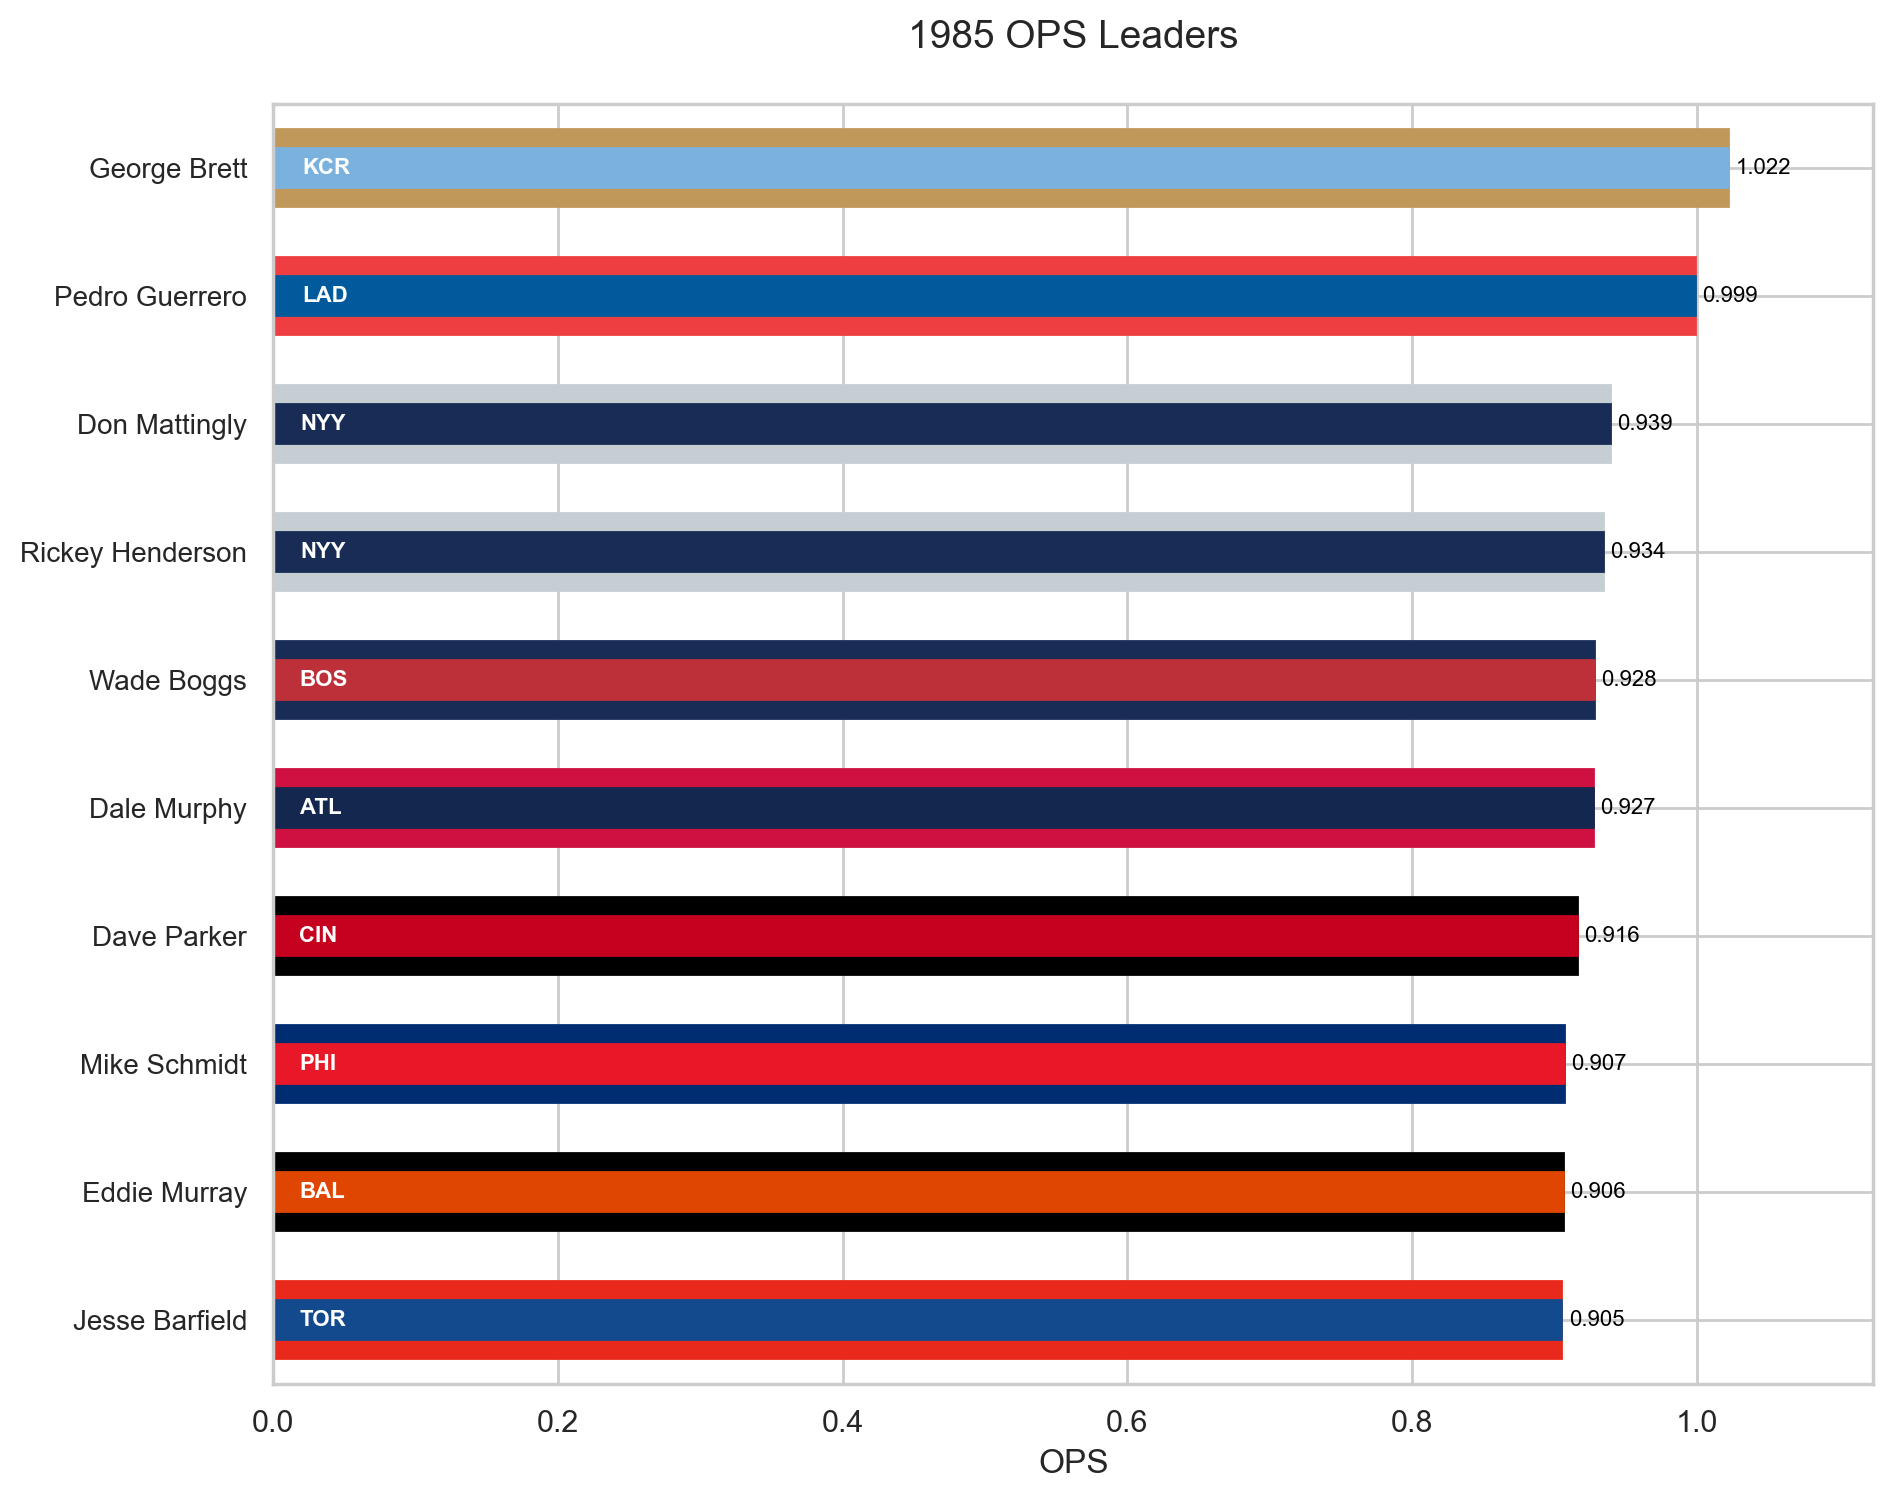 1985 OPS Leaders
George Brett
KCR
1.022
Pedro Guerrero
LAD
0.999
Don Mattingly
NYY
0.939
Rickey Henderson
NYY
0.934
Wade Boggs
BOS
0.928
Dale Murphy
ATL
0.927
Dave Parker
CIN
0.916
Mike Schmidt
PHI
0.907
Eddie Murray
BAL
0.906
Jesse Barfield
TOR
0.905
0.0 0.2 0.4 0.6 0.8 1.0
OPS